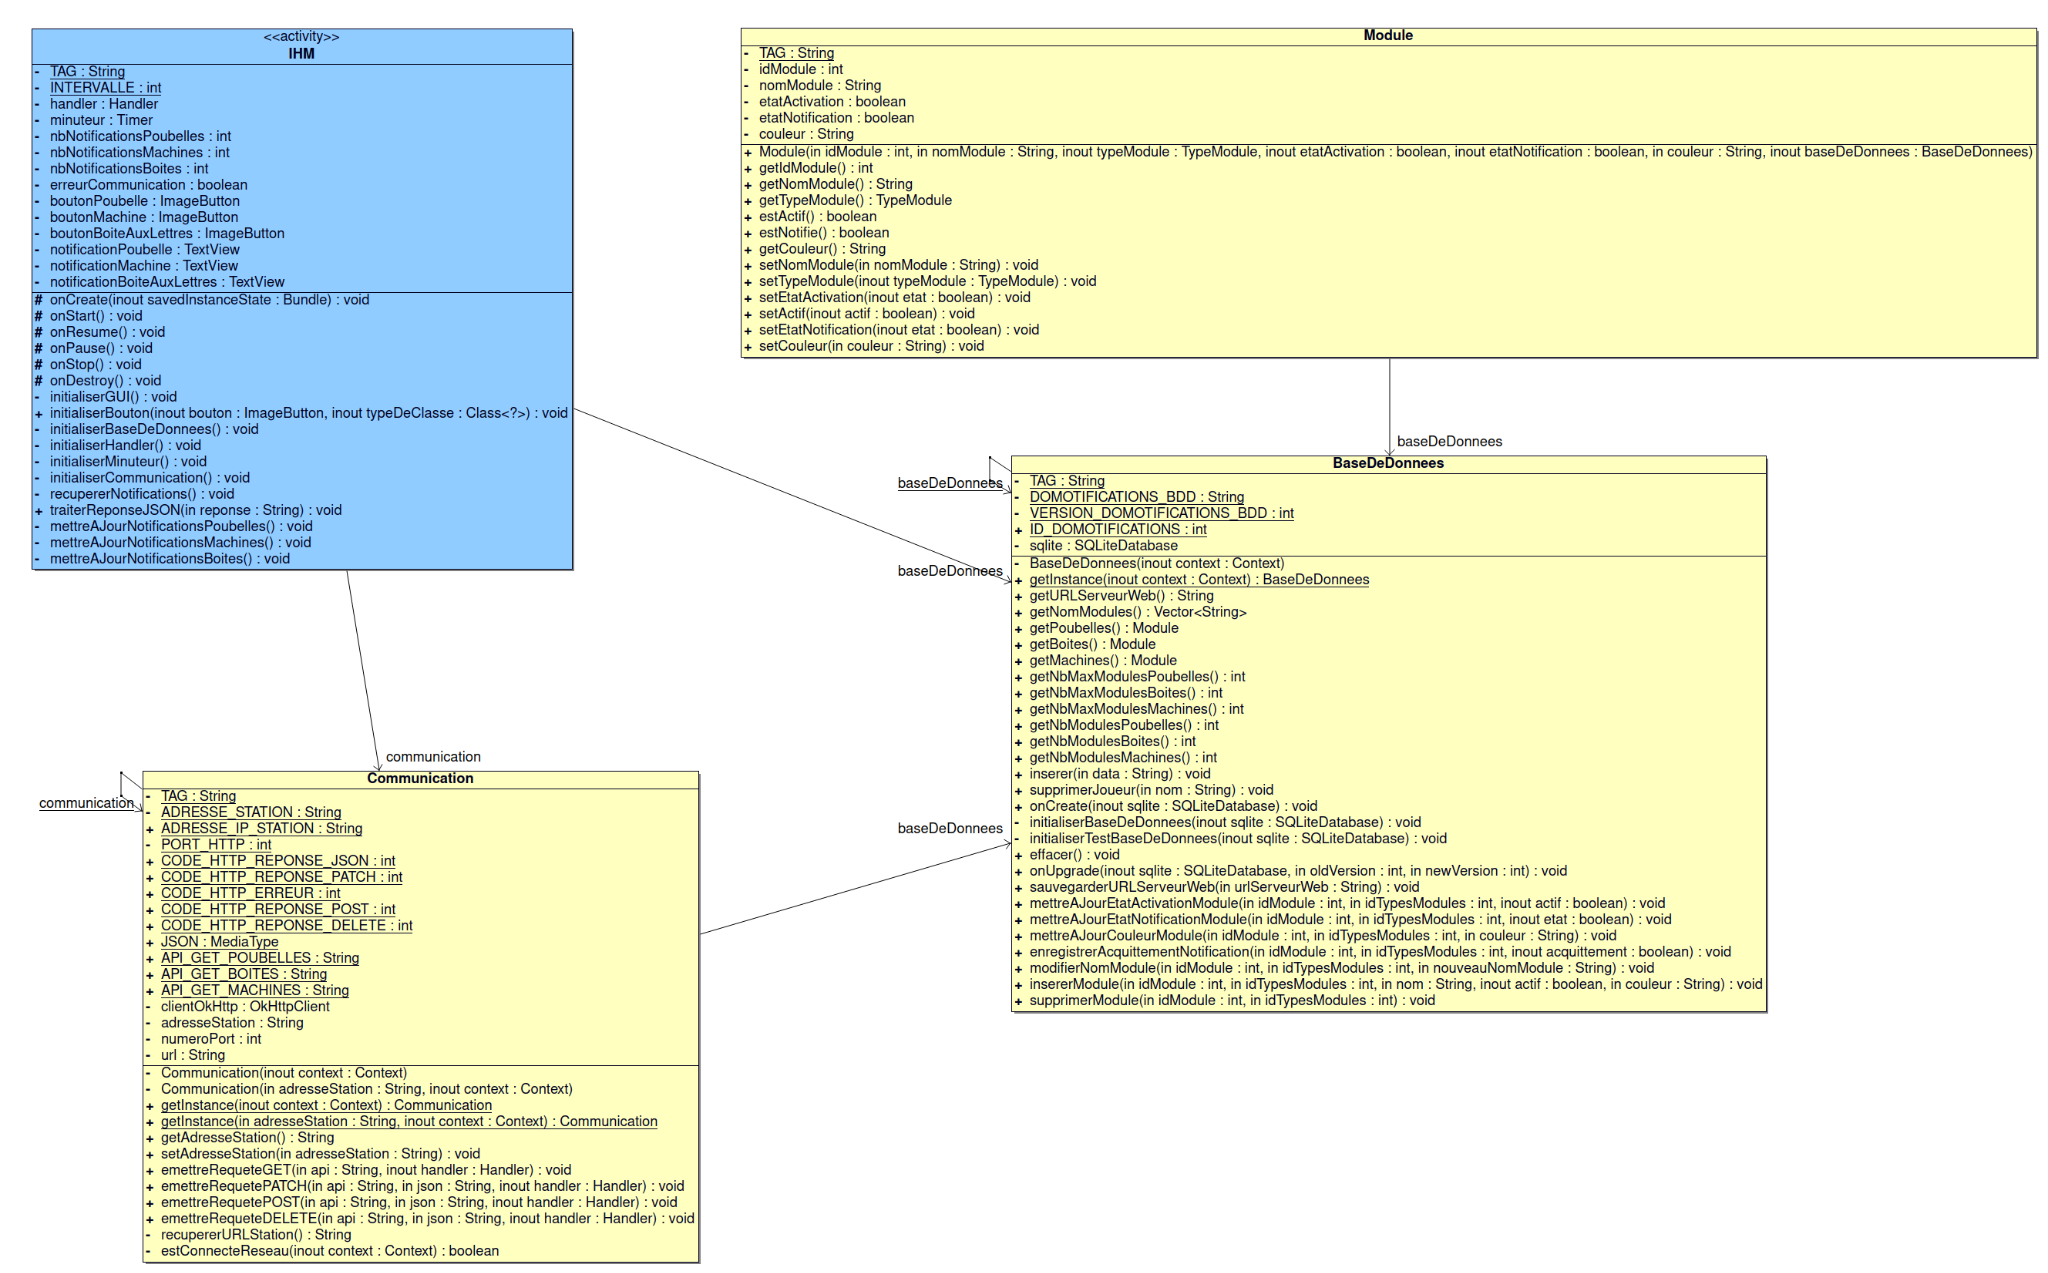 <<activity>>
IHM
- TAG : String
- INTERVALLE : int
- handler : Handler
- minuteur : Timer
- nbNotificationsPoubelles : int
- nbNotificationsMachines : int
- nbNotificationsBoites : int
- erreurCommunication : boolean
- boutonPoubelle : ImageButton
- boutonMachine : ImageButton
- boutonBoiteAuxLettres : ImageButton
- notificationPoubelle : TextView
- notificationMachine : TextView
- notificationBoiteAuxLettres : TextView
# onCreate(inout savedInstanceState : Bundle) : void
# onStart() : void
# onResume() : void
# onPause() : void
# onStop() : void
# onDestroy() : void
- initialiserGUI() : void
+ initialiserBouton(inout bouton : ImageButton, inout typeDeClasse : Class<?>) : void
- initialiserBaseDeDonnees() : void
- initialiserHandler() : void
- initialiserMinuteur() : void
- initialiserCommunication() : void
- recupererNotifications() : void
+ traiterReponseJSON(in reponse : String) : void
- mettreAJourNotificationsPoubelles() : void
- mettreAJourNotificationsMachines() : void
- mettreAJourNotificationsBoites() : void
Module
- TAG : String
- idModule : int
- nomModule : String
- etatActivation : boolean
- etatNotification : boolean
- couleur : String
+ Module(in idModule : int, in nomModule : String, inout typeModule : TypeModule, inout etatActivation : boolean, inout etatNotification : boolean, in couleur : String, inout baseDeDonnees : BaseDeDonnees)
+ getIdModule() : int
+ getNomModule() : String
+ getTypeModule() : TypeModule
+ estActif() : boolean
+ estNotifie() : boolean
+ getCouleur() : String
+ setNomModule(in nomModule : String) : void
+ setTypeModule(inout typeModule : TypeModule) : void
+ setEtatActivation(inout etat : boolean) : void
+ setActif(inout actif : boolean) : void
+ setEtatNotification(inout etat : boolean) : void
+ setCouleur(in couleur : String) : void
baseDeDonnees
baseDeDonnees
baseDeDonnees
baseDeDonnees
BaseDeDonnees
- TAG : String
- DOMOTIFICATIONS_BDD : String
- VERSION_DOMOTIFICATIONS_BDD : int
+ ID_DOMOTIFICATIONS : int
- sqlite : SQLiteDatabase
- BaseDeDonnees(inout context : Context)
+ getInstance(inout context : Context) : BaseDeDonnees
+ getURLServeurWeb() : String
+ getNomModules() : Vector<String>
+ getPoubelles() : Module
+ getBoites() : Module
+ getMachines() : Module
+ getNbMaxModulesPoubelles() : int
+ getNbMaxModulesBoites() : int
+ getNbMaxModulesMachines() : int
+ getNbModulesPoubelles() : int
+ getNbModulesBoites() : int
+ getNbModulesMachines() : int
+ inserer(in data : String) : void
+ supprimerJoueur(in nom : String) : void
+ onCreate(inout sqlite : SQLiteDatabase) : void
- initialiserBaseDeDonnees(inout sqlite : SQLiteDatabase) : void
- initialiserTestBaseDeDonnees(inout sqlite : SQLiteDatabase) : void
+ effacer() : void
+ onUpgrade(inout sqlite : SQLiteDatabase, in oldVersion : int, in newVersion : int) : void
+ sauvegarderURLServeurWeb(in urlServeurWeb : String) : void
+ mettreAJourEtatActivationModule(in idModule : int, in idTypesModules : int, inout actif : boolean) : void
+ mettreAJourEtatNotificationModule(in idModule : int, in idTypesModules : int, inout etat : boolean) : void
+ mettreAJourCouleurModule(in idModule : int, in idTypesModules : int, in couleur : String) : void
+ enregistrerAcquittementNotification(in idModule : int, in idTypesModules : int, inout acquittement : boolean) : void
+ modifierNomModule(in idModule : int, in idTypesModules : int, in nouveauNomModule : String) : void
+ insererModule(in idModule : int, in idTypesModules : int, in nom : String, inout actif : boolean, in couleur : String) : void
+ supprimerModule(in idModule : int, in idTypesModules : int) : void
communication
communication
Communication
- TAG : String
- ADRESSE_STATION : String
+ ADRESSE_IP_STATION : String
- PORT_HTTP : int
+ CODE_HTTP_REPONSE_JSON : int
+ CODE_HTTP_REPONSE_PATCH : int
+ CODE_HTTP_ERREUR : int
+ CODE_HTTP_REPONSE_POST : int
+ CODE_HTTP_REPONSE_DELETE : int
+ JSON : MediaType
+ API_GET_POUBELLES : String
+ API_GET_BOITES : String
+ API_GET_MACHINES : String
- clientOkHttp : OkHttpClient
- adresseStation : String
- numeroPort : int
- url : String
- Communication(inout context : Context)
- Communication(in adresseStation : String, inout context : Context)
+ getInstance(inout context : Context) : Communication
+ getInstance(in adresseStation : String, inout context : Context) : Communication
+ getAdresseStation() : String
+ setAdresseStation(in adresseStation : String) : void
+ emettreRequeteGET(in api : String, inout handler : Handler) : void
+ emettreRequetePATCH(in api : String, in json : String, inout handler : Handler) : void
+ emettreRequetePOST(in api : String, in json : String, inout handler : Handler) : void
+ emettreRequeteDELETE(in api : String, in json : String, inout handler : Handler) : void
- recupererURLStation() : String
- estConnecteReseau(inout context : Context) : boolean